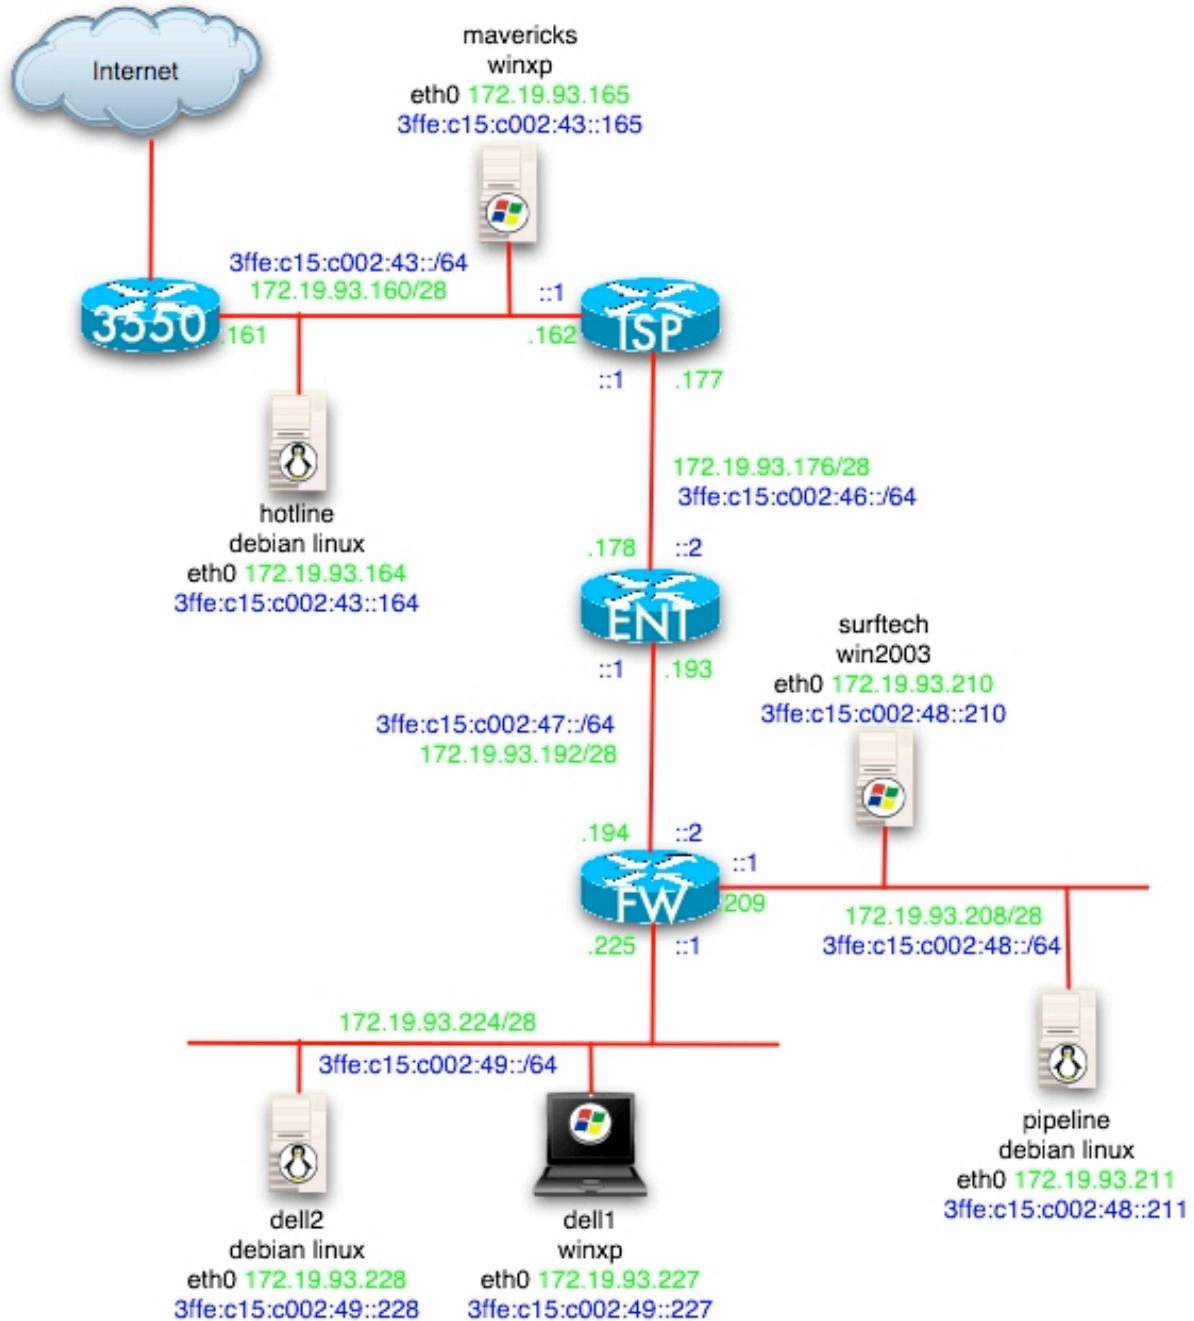 Internet
mavericks
winxp
eth0 172.19.93.165
3ffe:c15:c002:43::165
3ffe:c15:c002:43::/64
172.19.93.160/28
::1
3550
.161
.162
ISP
::1 .177
hotline
debian linux
eth0 172.19.93.164
3ffe:c15:c002:43::164
172.19.93.176/28
3ffe:c15:c002:46::/64
.178 ::2
ENT
::1 .193
surftech
win2003
eth0 172.19.93.210
3ffe:c15:c002:48::210
3ffe:c15:c002:47::/64
172.19.93.192/28
.194 ::2
::1
FW
.209
.225 ::1
172.19.93.208/28
3ffe:c15:c002:48::/64
172.19.93.224/28
3ffe:c15:c002:49::/64
pipeline
debian linux
eth0 172.19.93.211
3ffe:c15:c002:48::211
dell2
debian linux
eth0 172.19.93.228
3ffe:c15:c002:49::228
dell1
winxp
eth0 172.19.93.227
3ffe:c15:c002:49::227